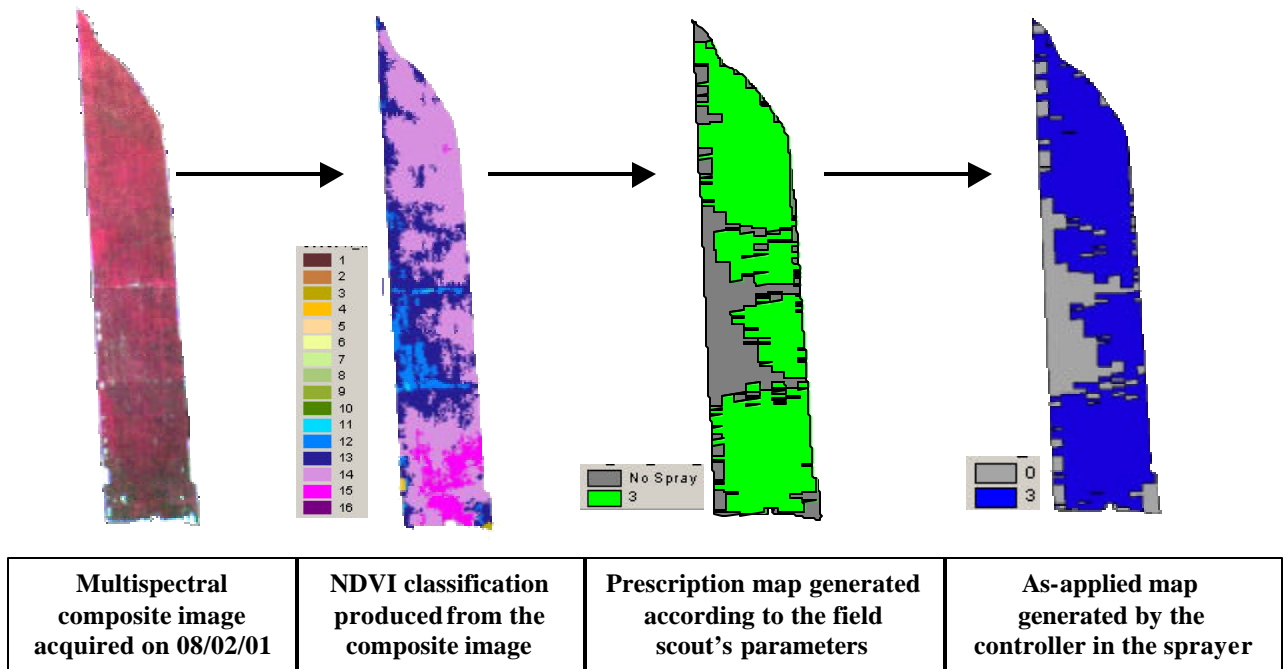 1
2
3
4
5
6
7
8
9
10
11
12
13
14
15
16
No Spray
3
0
3
Multispectral
composite image
acquired on 08/02/01
NDVI classification
produced from the
composite image
Prescription map generated
according to the field
scout's parameters
As-applied map
generated by the
controller in the sprayer